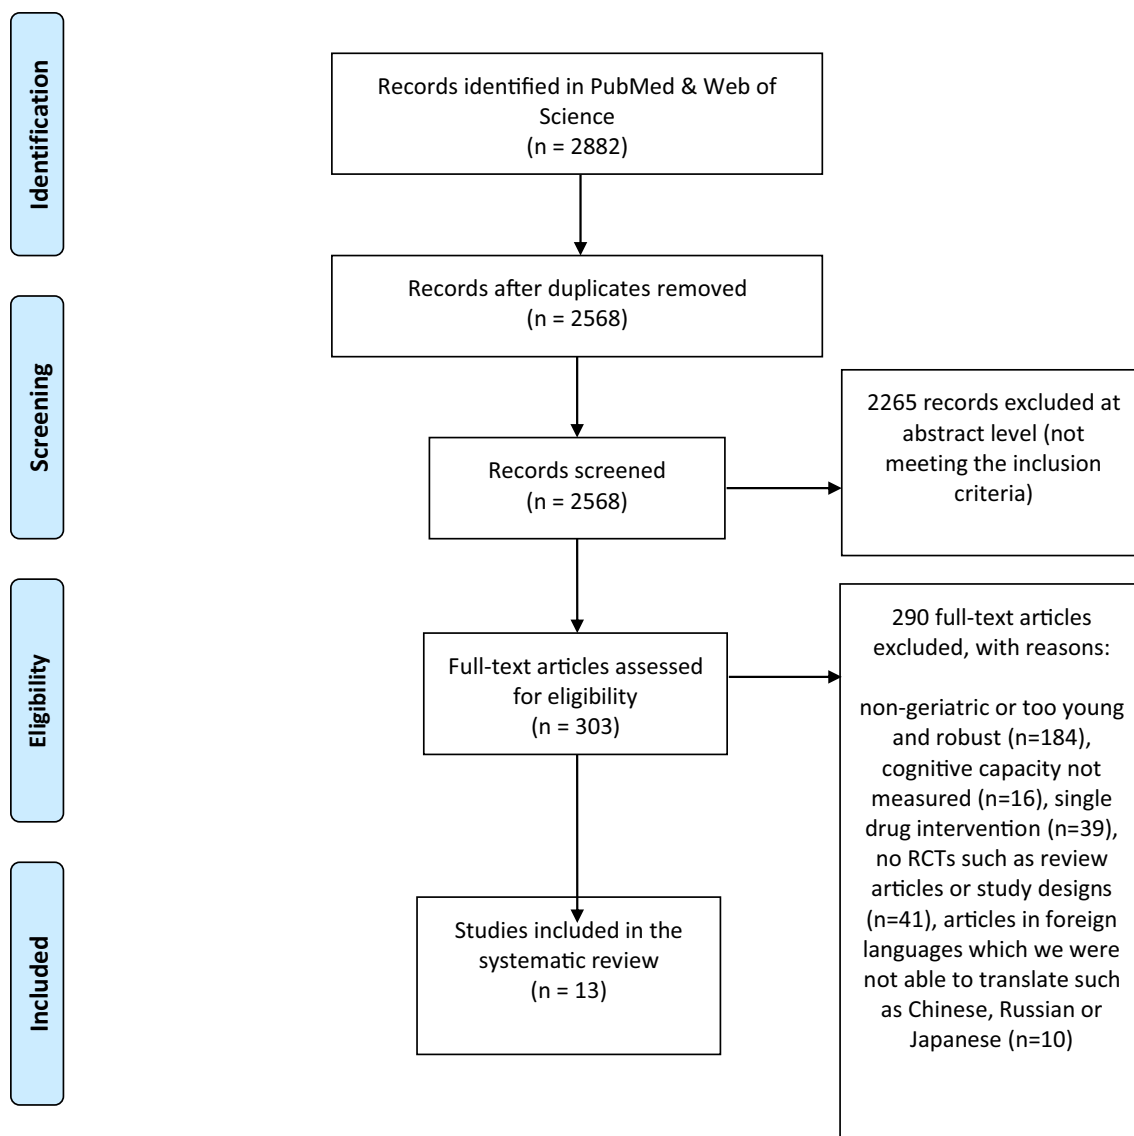 Identification
Records identified in PubMed & Web of
Science
(n = 2882)
Records after duplicates removed
(n = 2568)
Screening
2265 records excluded at
abstract level (not
meeting the inclusion
criteria)
Records screened
(n = 2568)
Eligibility
290 full-text articles
excluded, with reasons:
non-geriatric or too young
and robust (n=184),
cognitive capacity not
measured (n=16), single
drug intervention (n=39),
no RCTs such as review
articles or study designs
(n=41), articles in foreign
languages which we were
not able to translate such
as Chinese, Russian or
Japanese (n=10)
Full-text articles assessed
for eligibility
(n = 303)
Included
Studies included in the
systematic review
(n = 13)